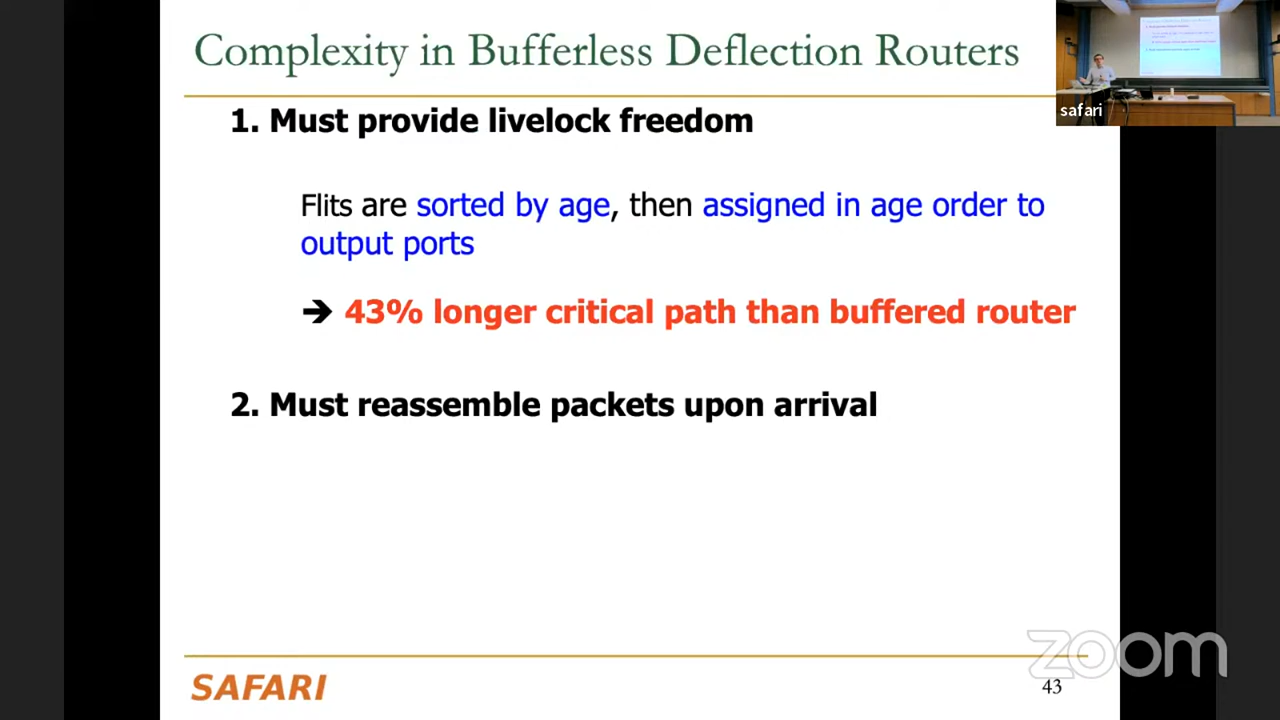 Complexity in Bufferless Deflection Routers
safari
1. Must provide livelock freedom
Flits are sorted by age, then assigned in age order to
output ports
➔ 43% longer critical path than buffered router
2. Must reassemble packets upon arrival
zoom
SAFARI
43